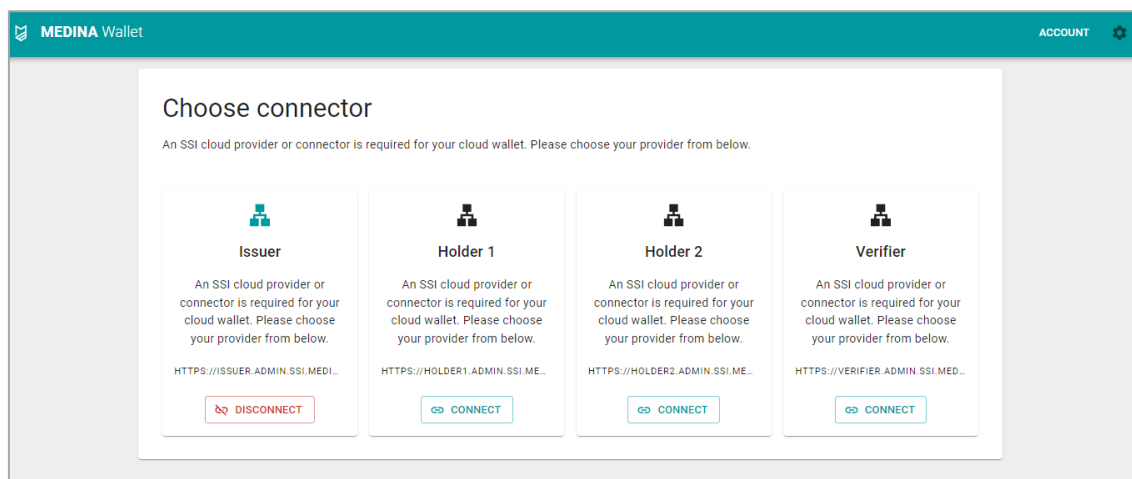 MEDINA Wallet
ACCOUNT
Choose connector
An SSI cloud provider or connector is required for your cloud wallet. Please choose your provider from below.
Issuer
An SSI cloud provider or
connector is required for your
cloud wallet. Please choose
your provider from below.
HTTPS://ISSUER.ADMIN.SSI.MEDI...
DISCONNECT
Holder 1
An SSI cloud provider or
connector is required for your
cloud wallet. Please choose
your provider from below.
HTTPS://HOLDER1.ADMIN.SSI.ME...
CONNECT
Holder 2
An SSI cloud provider or
connector is required for your
cloud wallet. Please choose
your provider from below.
HTTPS://HOLDER2.ADMIN.SSI.ME...
CONNECT
Verifier
An SSI cloud provider or
connector is required for your
cloud wallet. Please choose
your provider from below.
HTTPS://VERIFIER.ADMIN.SSI.MED...
CONNECT